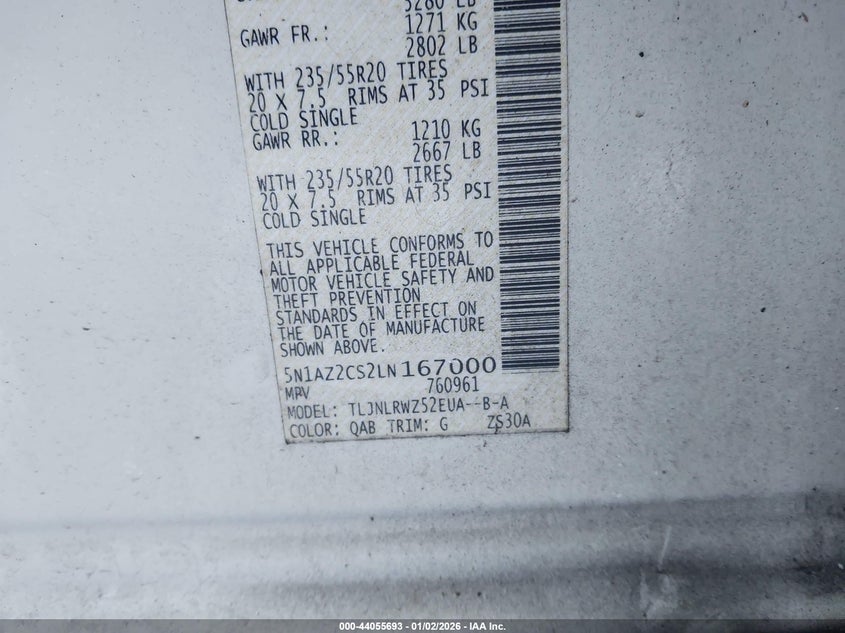 5280 LB
GAWR FR.: 1271 KG
2802 LB
WITH 235/55R20 TIRES
20 X 7.5 RIMS AT 35 PSI
COLD SINGLE
GAWR RR.: 1210 KG
2667 LB
WITH 235/55R20 TIRES
20 X 7.5 RIMS AT 35 PSI
COLD SINGLE
THIS VEHICLE CONFORMS TO
ALL APPLICABLE FEDERAL
MOTOR VEHICLE SAFETY AND
THEFT PREVENTION
STANDARDS IN EFFECT ON
THE DATE OF MANUFACTURE
SHOWN ABOVE.
5N1AZ2CS2LN167000
MPV 760961
MODEL: TLJNLRWZ52EUA--B-A
COLOR: QAB TRIM: G ZS30A
000-44055693 - 01/02/2026 - IAA Inc.